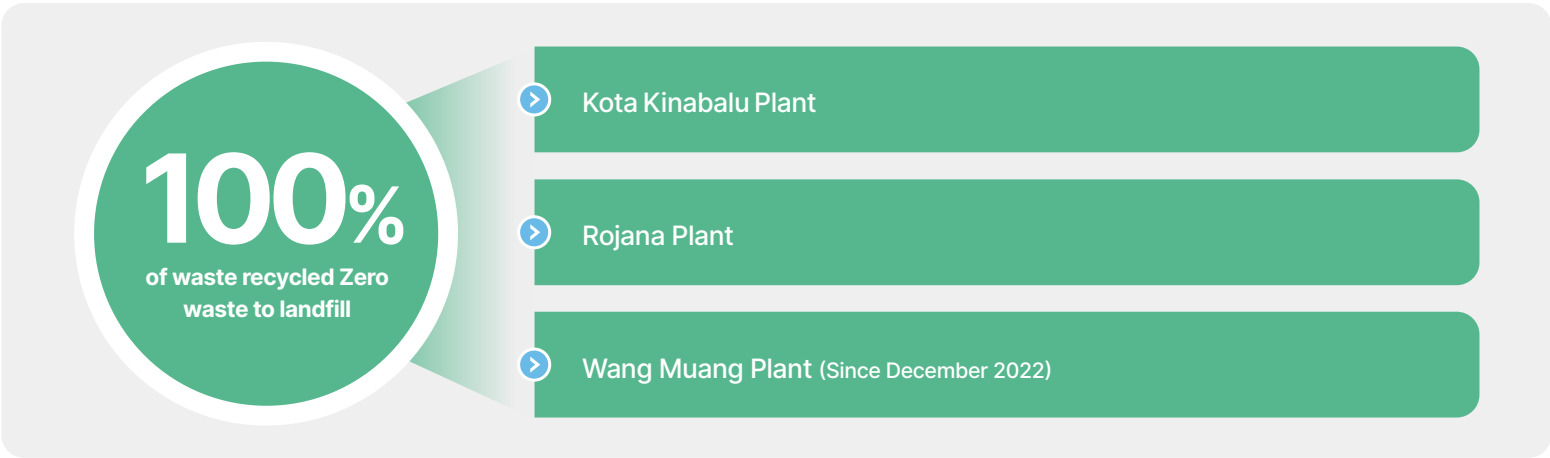 100%
of waste recycled Zero
waste to landfill
Kota Kinabalu Plant
Rojana Plant
Wang Muang Plant (Since December 2022)